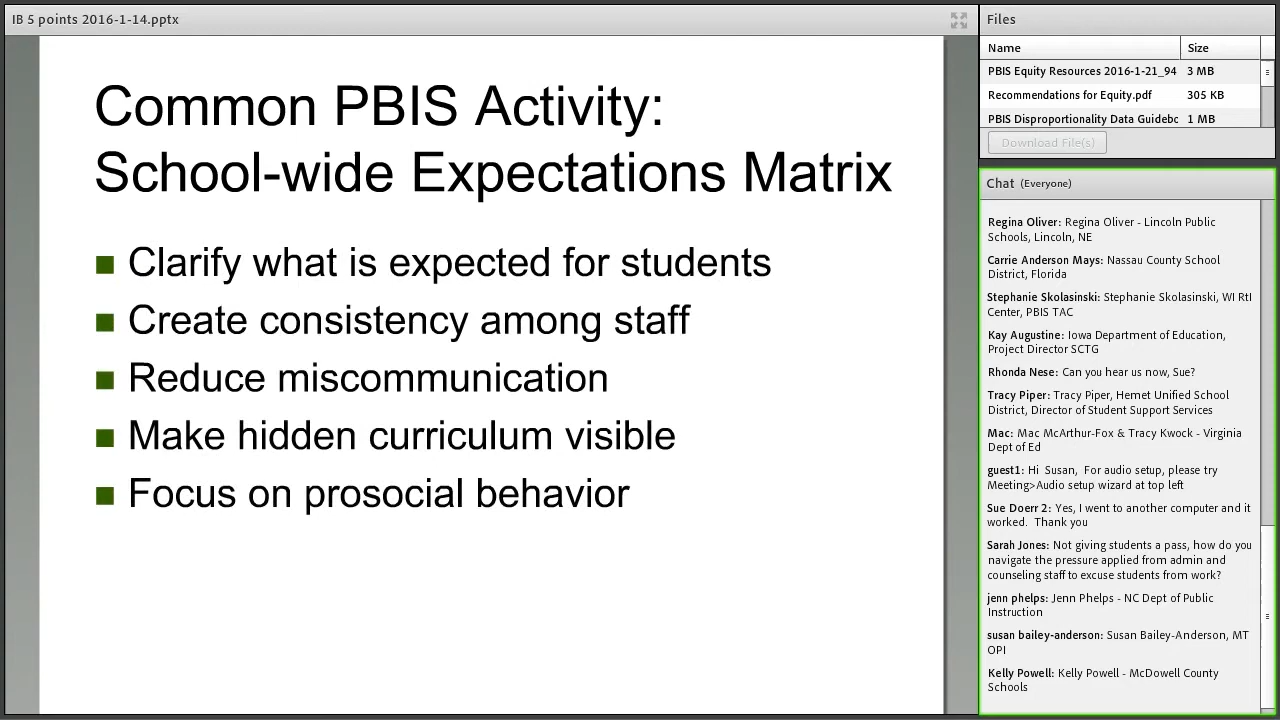 IB 5 points 2016-1-14.pptx
Common PBIS Activity:
School-wide Expectations Matrix
Clarify what is expected for students
Create consistency among staff
Reduce miscommunication
Make hidden curriculum visible
Focus on prosocial behavior
Files
Name Size
PBIS Equity Resources 2016-1-21_94 3 MB
Recommendations for Equity.pdf 305 KB
PBIS Disproportionality Data Guidebo 1 MB
Download File(s)
Chat (Everyone)
Regina Oliver: Regina Oliver - Lincoln Public
Schools, Lincoln, NE
Carrie Anderson Mays: Nassau County School
District, Florida
Stephanie Skolasinski: Stephanie Skolasinski, WI RtI
Center, PBIS TAC
Kay Augustine: Iowa Department of Education,
Project Director SCTG
Rhonda Nese: Can you hear us now, Sue?
Tracy Piper: Tracy Piper, Hemet Unified School
District, Director of Student Support Services
Mac: Mac McArthur-Fox & Tracy Kwock - Virginia
Dept of Ed
guest1: Hi Susan, For audio setup, please try
Meeting>Audio setup wizard at top left
Sue Doerr 2: Yes, I went to another computer and it
worked. Thank you
Sarah Jones: Not giving students a pass, how do you
navigate the pressure applied from admin and
counseling staff to excuse students from work?
jenn phelps: Jenn Phelps - NC Dept of Public
Instruction
susan bailey-anderson: Susan Bailey-Anderson, MT
OPI
Kelly Powell: Kelly Powell - McDowell County
Schools